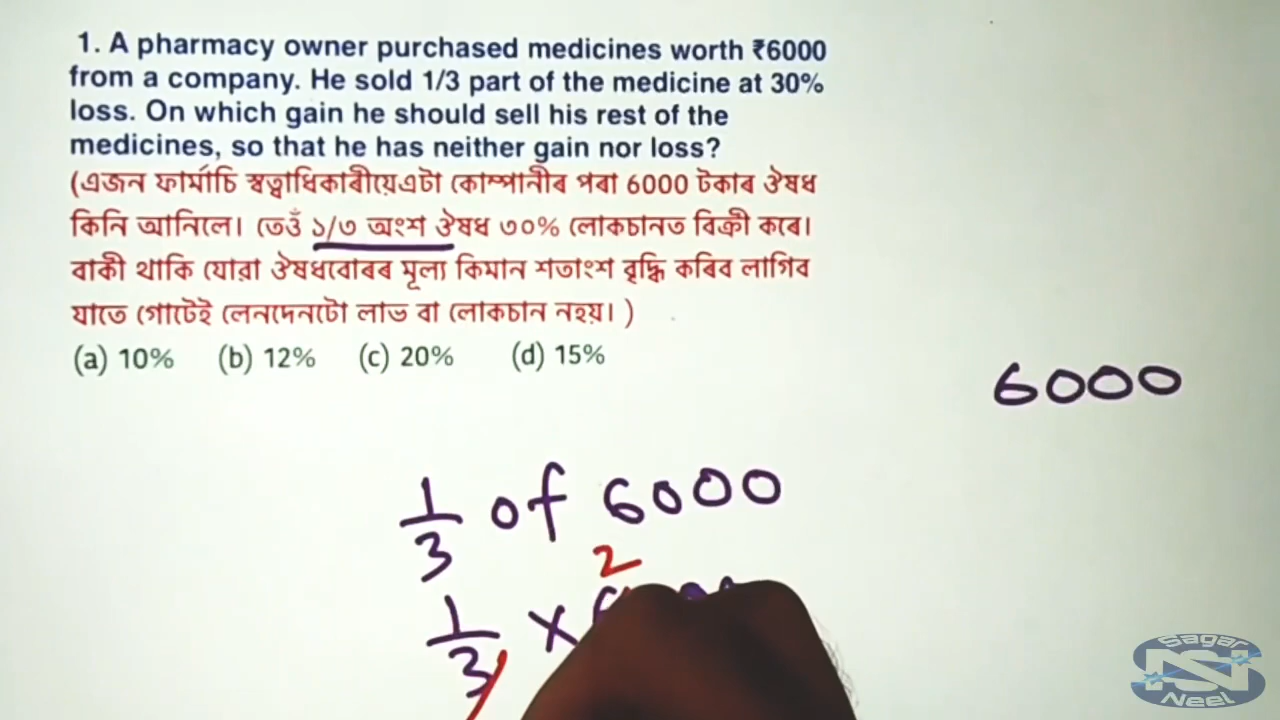 1. A pharmacy owner purchased medicines worth ₹6000
from a company. He sold 1/3 part of the medicine at 30%
loss. On which gain he should sell his rest of the
medicines, so that he has neither gain nor loss?
(এজন ফাৰ্মাচি স্বত্বাধিকাৰীয়েএটা কোম্পানীৰ পৰা 6000 টকাৰ ঔষধ
কিনি আনিলে। তেওঁ ১/৩ অংশ ঔষধ ৩০% লোকচানত বিক্ৰী কৰে।
বাকী থাকি যোৱা ঔষধবোৰৰ মূল্য কিমান শতাংশ বৃদ্ধি কৰিব লাগিব
যাতে গোটেই লেনদেনটো লাভ বা লোকচান নহয়। )
(a) 10% (b) 12% (c) 20% (d) 15%
6000
1/3 of 6000
2
1/3 ×
Sagar
NS
Neel